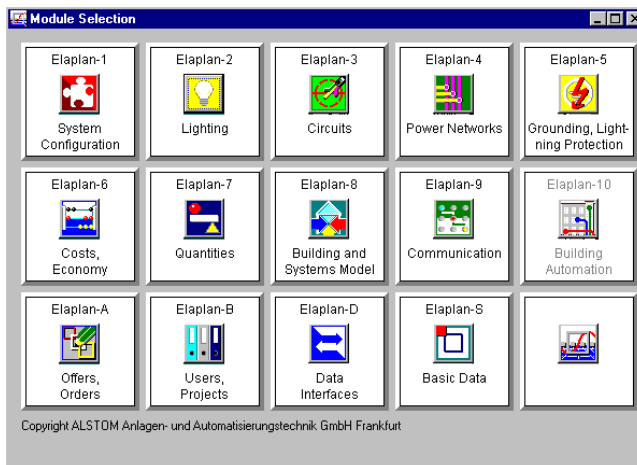 Module Selection
Elaplan-1
System
Configuration
Elaplan-2
Lighting
Elaplan-3
Circuits
Elaplan-4
Power Networks
Elaplan-5
Grounding, Light-
ning Protection
Elaplan-6
Costs,
Economy
Elaplan-7
Quantities
Elaplan-8
Building and
Systems Model
Elaplan-9
Communication
Elaplan-10
Building
Automation
Elaplan-A
Offers,
Orders
Elaplan-B
Users,
Projects
Elaplan-D
Data
Interfaces
Elaplan-S
Basic Data
Copyright ALSTOM Anlagen- und Automatisierungstechnik GmbH Frankfurt